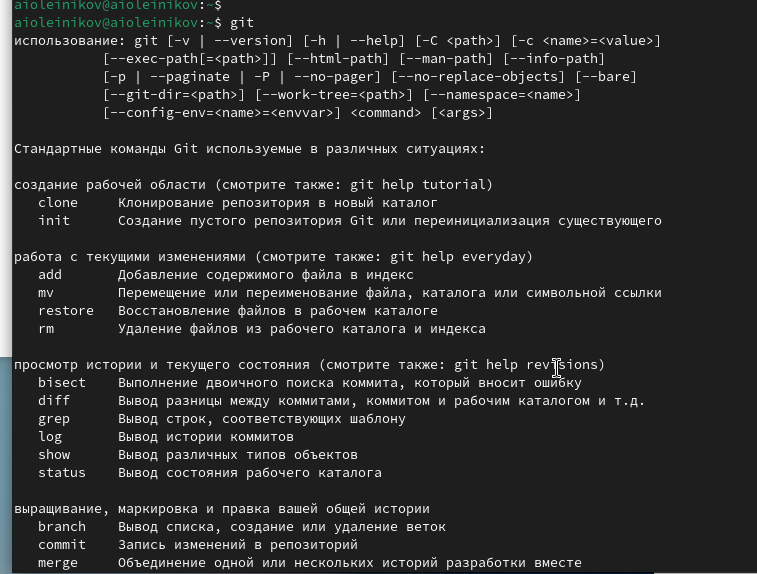 aioleinikov@aioleinikov:~$
aioleinikov@aioleinikov:~$ git
использование: git [-v | --version] [-h | --help] [-C <path>] [-c <name>=<value>]
           [--exec-path[=<path>]] [--html-path] [--man-path] [--info-path]
           [-p | --paginate | -P | --no-pager] [--no-replace-objects] [--bare]
           [--git-dir=<path>] [--work-tree=<path>] [--namespace=<name>]
           [--config-env=<name>=<envvar>] <command> [<args>]

Стандартные команды Git используемые в различных ситуациях:

создание рабочей области (смотрите также: git help tutorial)
   clone     Клонирование репозитория в новый каталог
   init      Создание пустого репозитория Git или переинициализация существующего

работа с текущими изменениями (смотрите также: git help everyday)
   add       Добавление содержимого файла в индекс
   mv        Перемещение или переименование файла, каталога или символьной ссылки
   restore   Восстановление файлов в рабочем каталоге
   rm        Удаление файлов из рабочего каталога и индекса

просмотр истории и текущего состояния (смотрите также: git help revisions)
   bisect    Выполнение двоичного поиска коммита, который вносит ошибку
   diff      Вывод разницы между коммитами, коммитом и рабочим каталогом и т.д.
   grep      Вывод строк, соответствующих шаблону
   log       Вывод истории коммитов
   show      Вывод различных типов объектов
   status    Вывод состояния рабочего каталога

выращивание, маркировка и правка вашей общей истории
   branch    Вывод списка, создание или удаление веток
   commit    Запись изменений в репозиторий
   merge     Объединение одной или нескольких историй разработки вместе